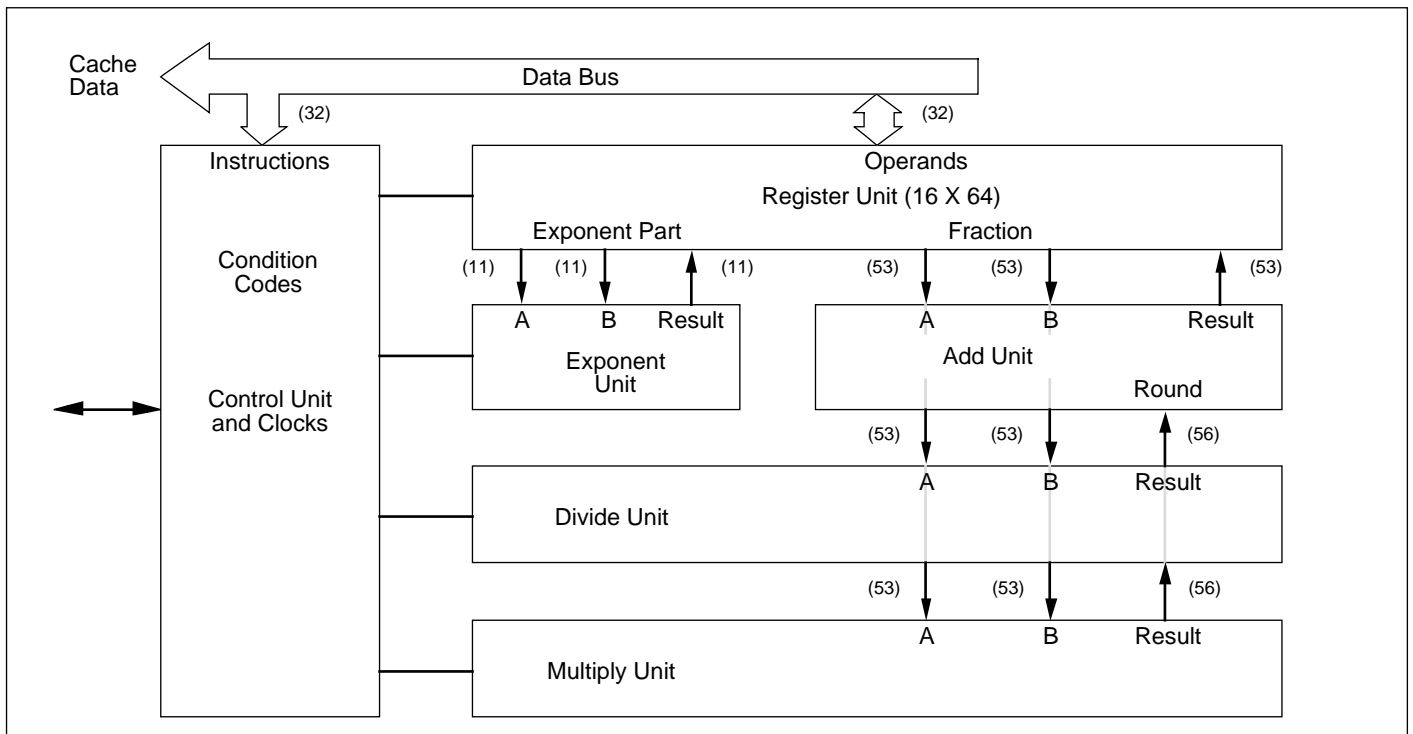 Cache
Data
Data Bus
(32)
(32)
Instructions
Operands
Register Unit (16 X 64)
Exponent Part
Fraction
Condition
Codes
(11)
(11)
(11)
(53)
(53)
(53)
A
B
Result
A
B
Result
Exponent
Unit
Add Unit
Round
Control Unit
and Clocks
(53)
(53)
(56)
A
B
Result
Divide Unit
(53)
(53)
(56)
A
B
Result
Multiply Unit